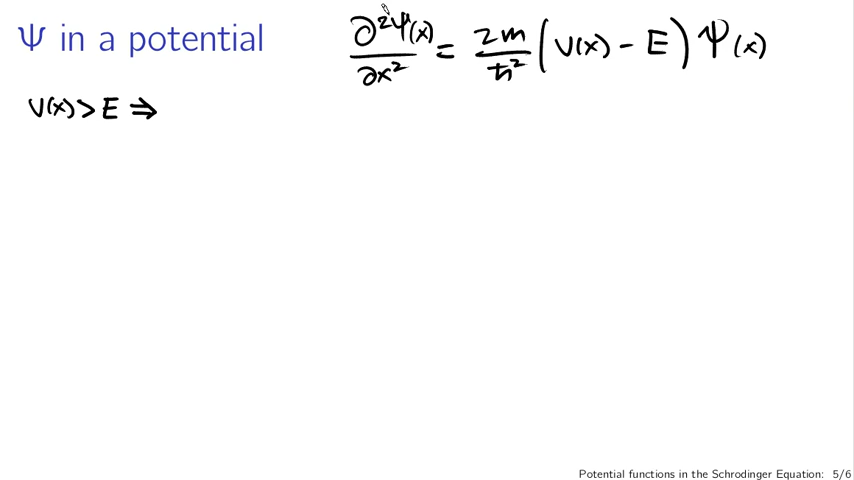 Ψ in a potential
∂²ψ(x)/∂x² = 2m/ħ² (V(x) - E) Ψ(x)
V(x) > E ⇒
Potential functions in the Schrodinger Equation: 5/6